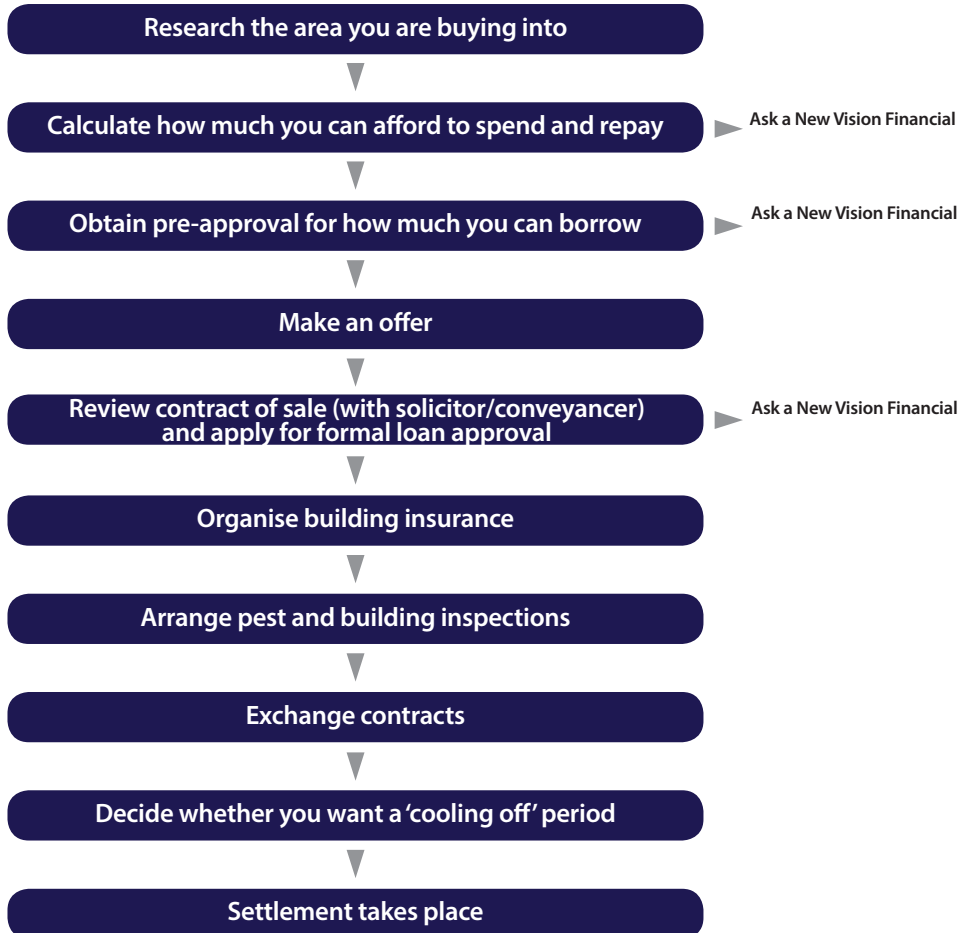 Research the area you are buying into
Calculate how much you can afford to spend and repay
Ask a New Vision Financial
Obtain pre-approval for how much you can borrow
Ask a New Vision Financial
Make an offer
Review contract of sale (with solicitor/conveyancer)
and apply for formal loan approval
Ask a New Vision Financial
Organise building insurance
Arrange pest and building inspections
Exchange contracts
Decide whether you want a ‘cooling off’ period
Settlement takes place